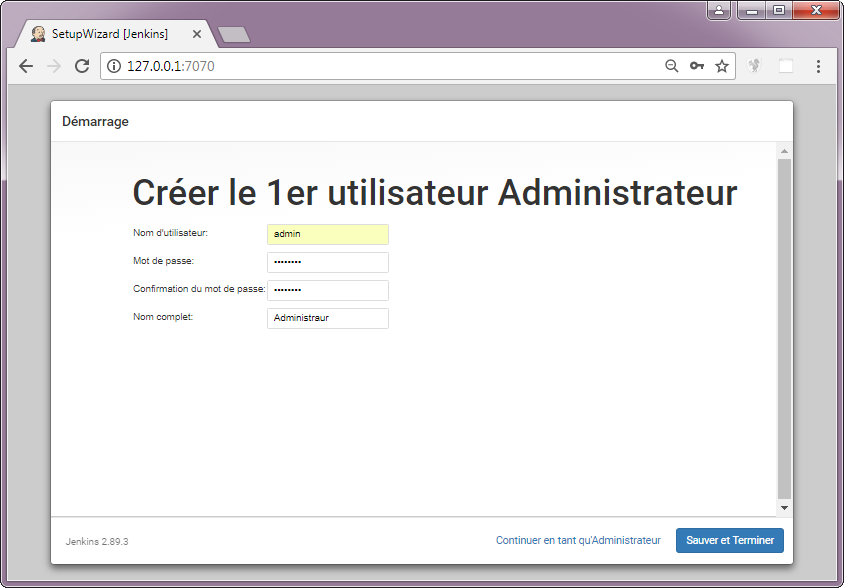 SetupWizard [Jenkins]
127.0.0.1:7070
Démarrage
Créer le 1er utilisateur Administrateur
Nom d'utilisateur: admin
Mot de passe: ••••••••
Confirmation du mot de passe: ••••••••
Nom complet: Administraur
Jenkins 2.89.3 Continuer en tant qu'Administrateur Sauver et Terminer